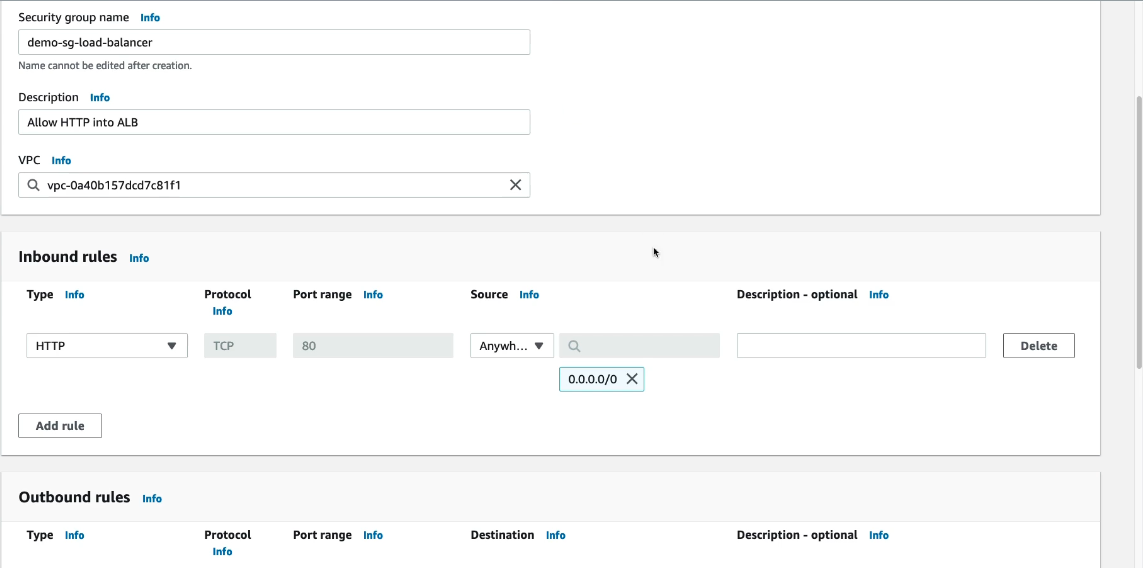 Security group name Info
demo-sg-load-balancer
Name cannot be edited after creation.
Description Info
Allow HTTP into ALB
VPC Info
vpc-0a40b157dcd7c81f1
Inbound rules Info
Type Info Protocol Info Port range Info Source Info Description - optional Info
HTTP TCP 80 Anywh... Delete
0.0.0.0/0
Add rule
Outbound rules Info
Type Info Protocol Info Port range Info Destination Info Description - optional Info